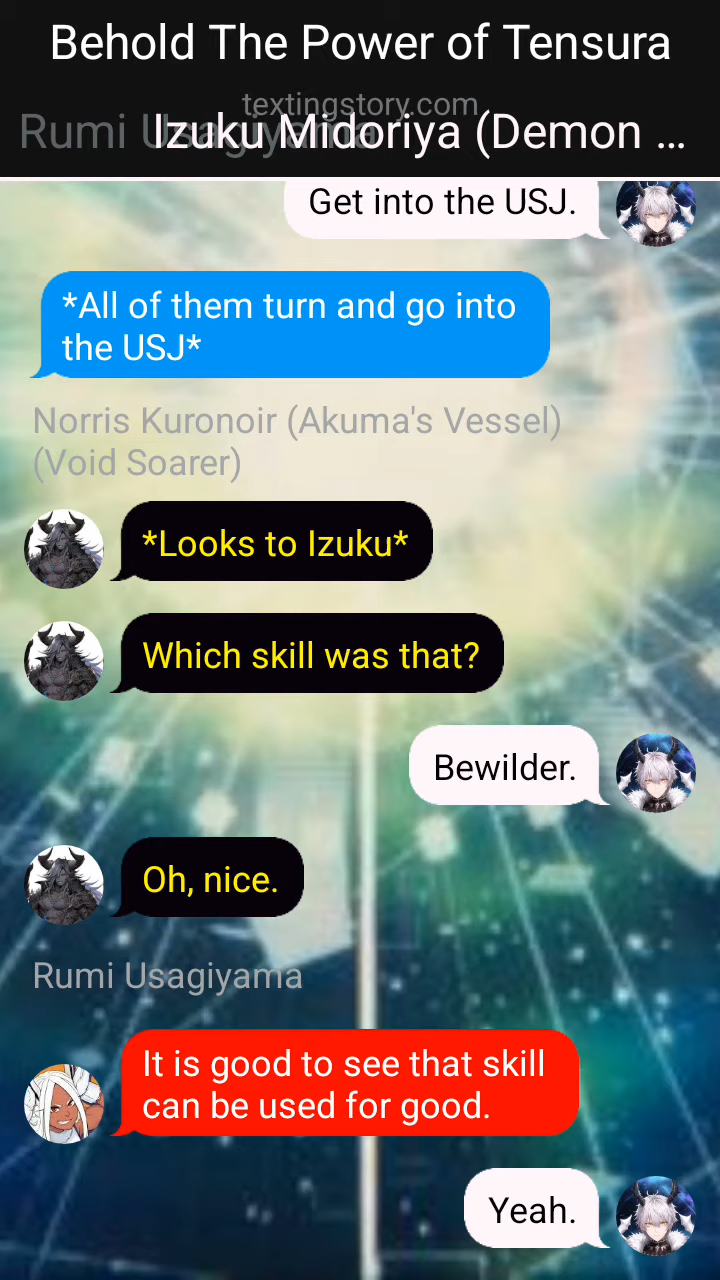 Behold The Power of Tensura
textingstory.com
Rumi Usagiyama
Izuku Midoriya (Demon ...
Get into the USJ.
*All of them turn and go into
the USJ*
Norris Kuronoir (Akuma's Vessel)
(Void Soarer)
*Looks to Izuku*
Which skill was that?
Bewilder.
Oh, nice.
Rumi Usagiyama
It is good to see that skill
can be used for good.
Yeah.